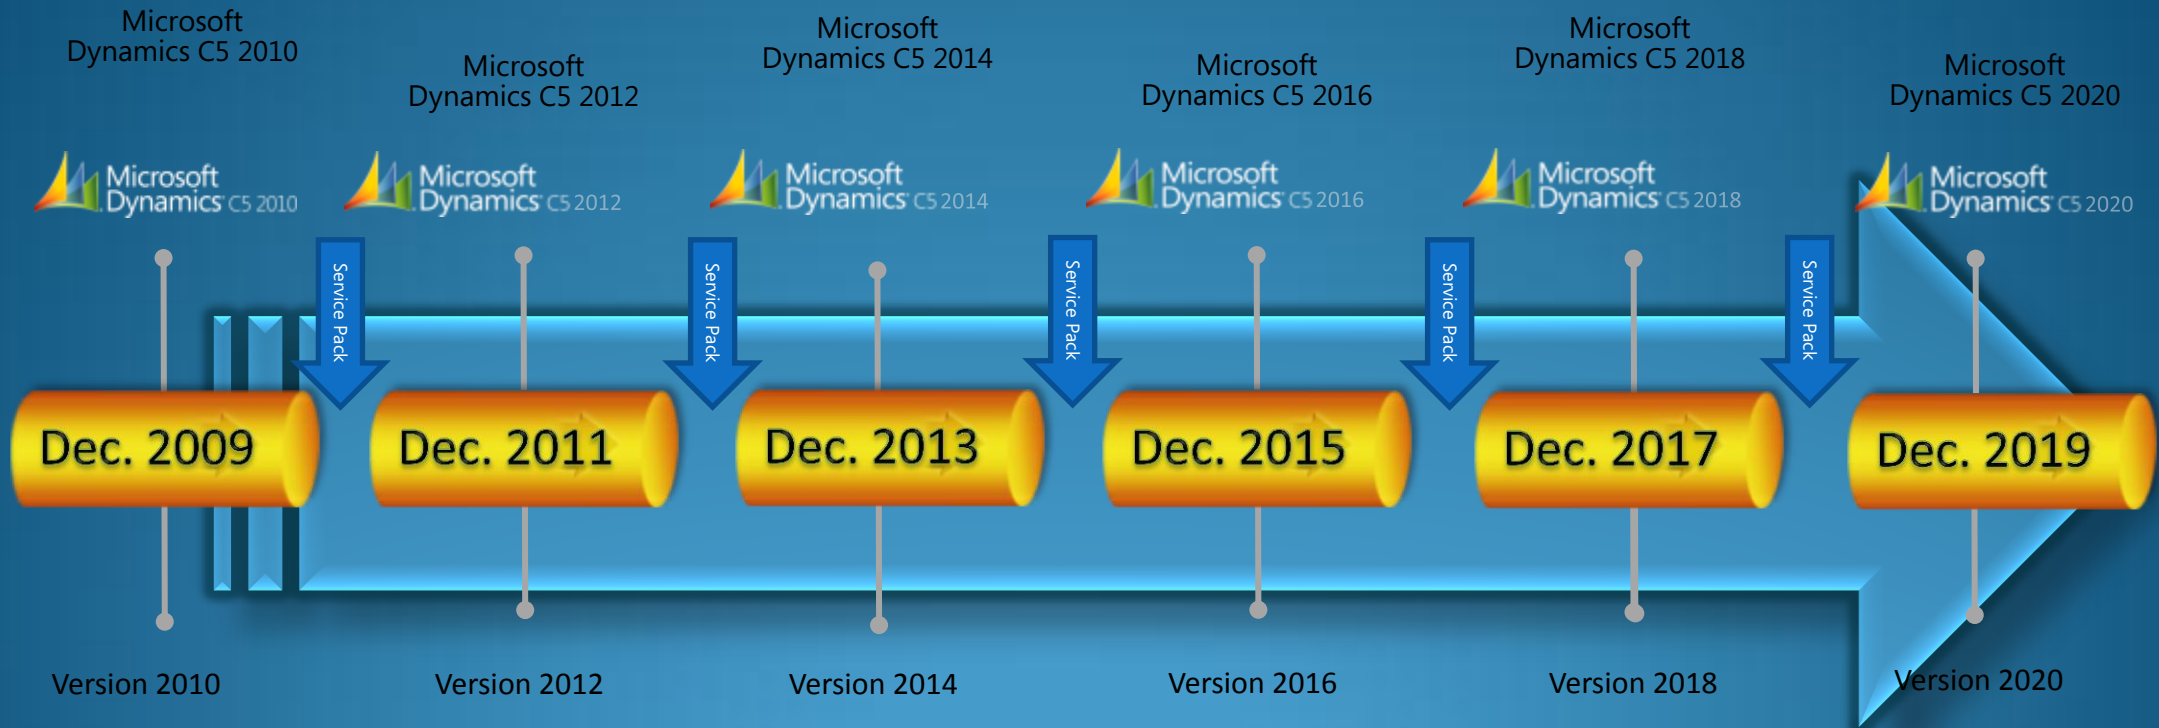 Microsoft
Dynamics C5 2010
Microsoft
Dynamics C5 2012
Microsoft
Dynamics C5 2014
Microsoft
Dynamics C5 2016
Microsoft
Dynamics C5 2018
Microsoft
Dynamics C5 2020
Microsoft
Dynamics C5 2010
Microsoft
Dynamics C5 2012
Microsoft
Dynamics C5 2014
Microsoft
Dynamics C5 2016
Microsoft
Dynamics C5 2018
Microsoft
Dynamics C5 2020
Service Pack
Service Pack
Service Pack
Service Pack
Service Pack
Dec. 2009
Dec. 2011
Dec. 2013
Dec. 2015
Dec. 2017
Dec. 2019
Version 2010
Version 2012
Version 2014
Version 2016
Version 2018
Version 2020